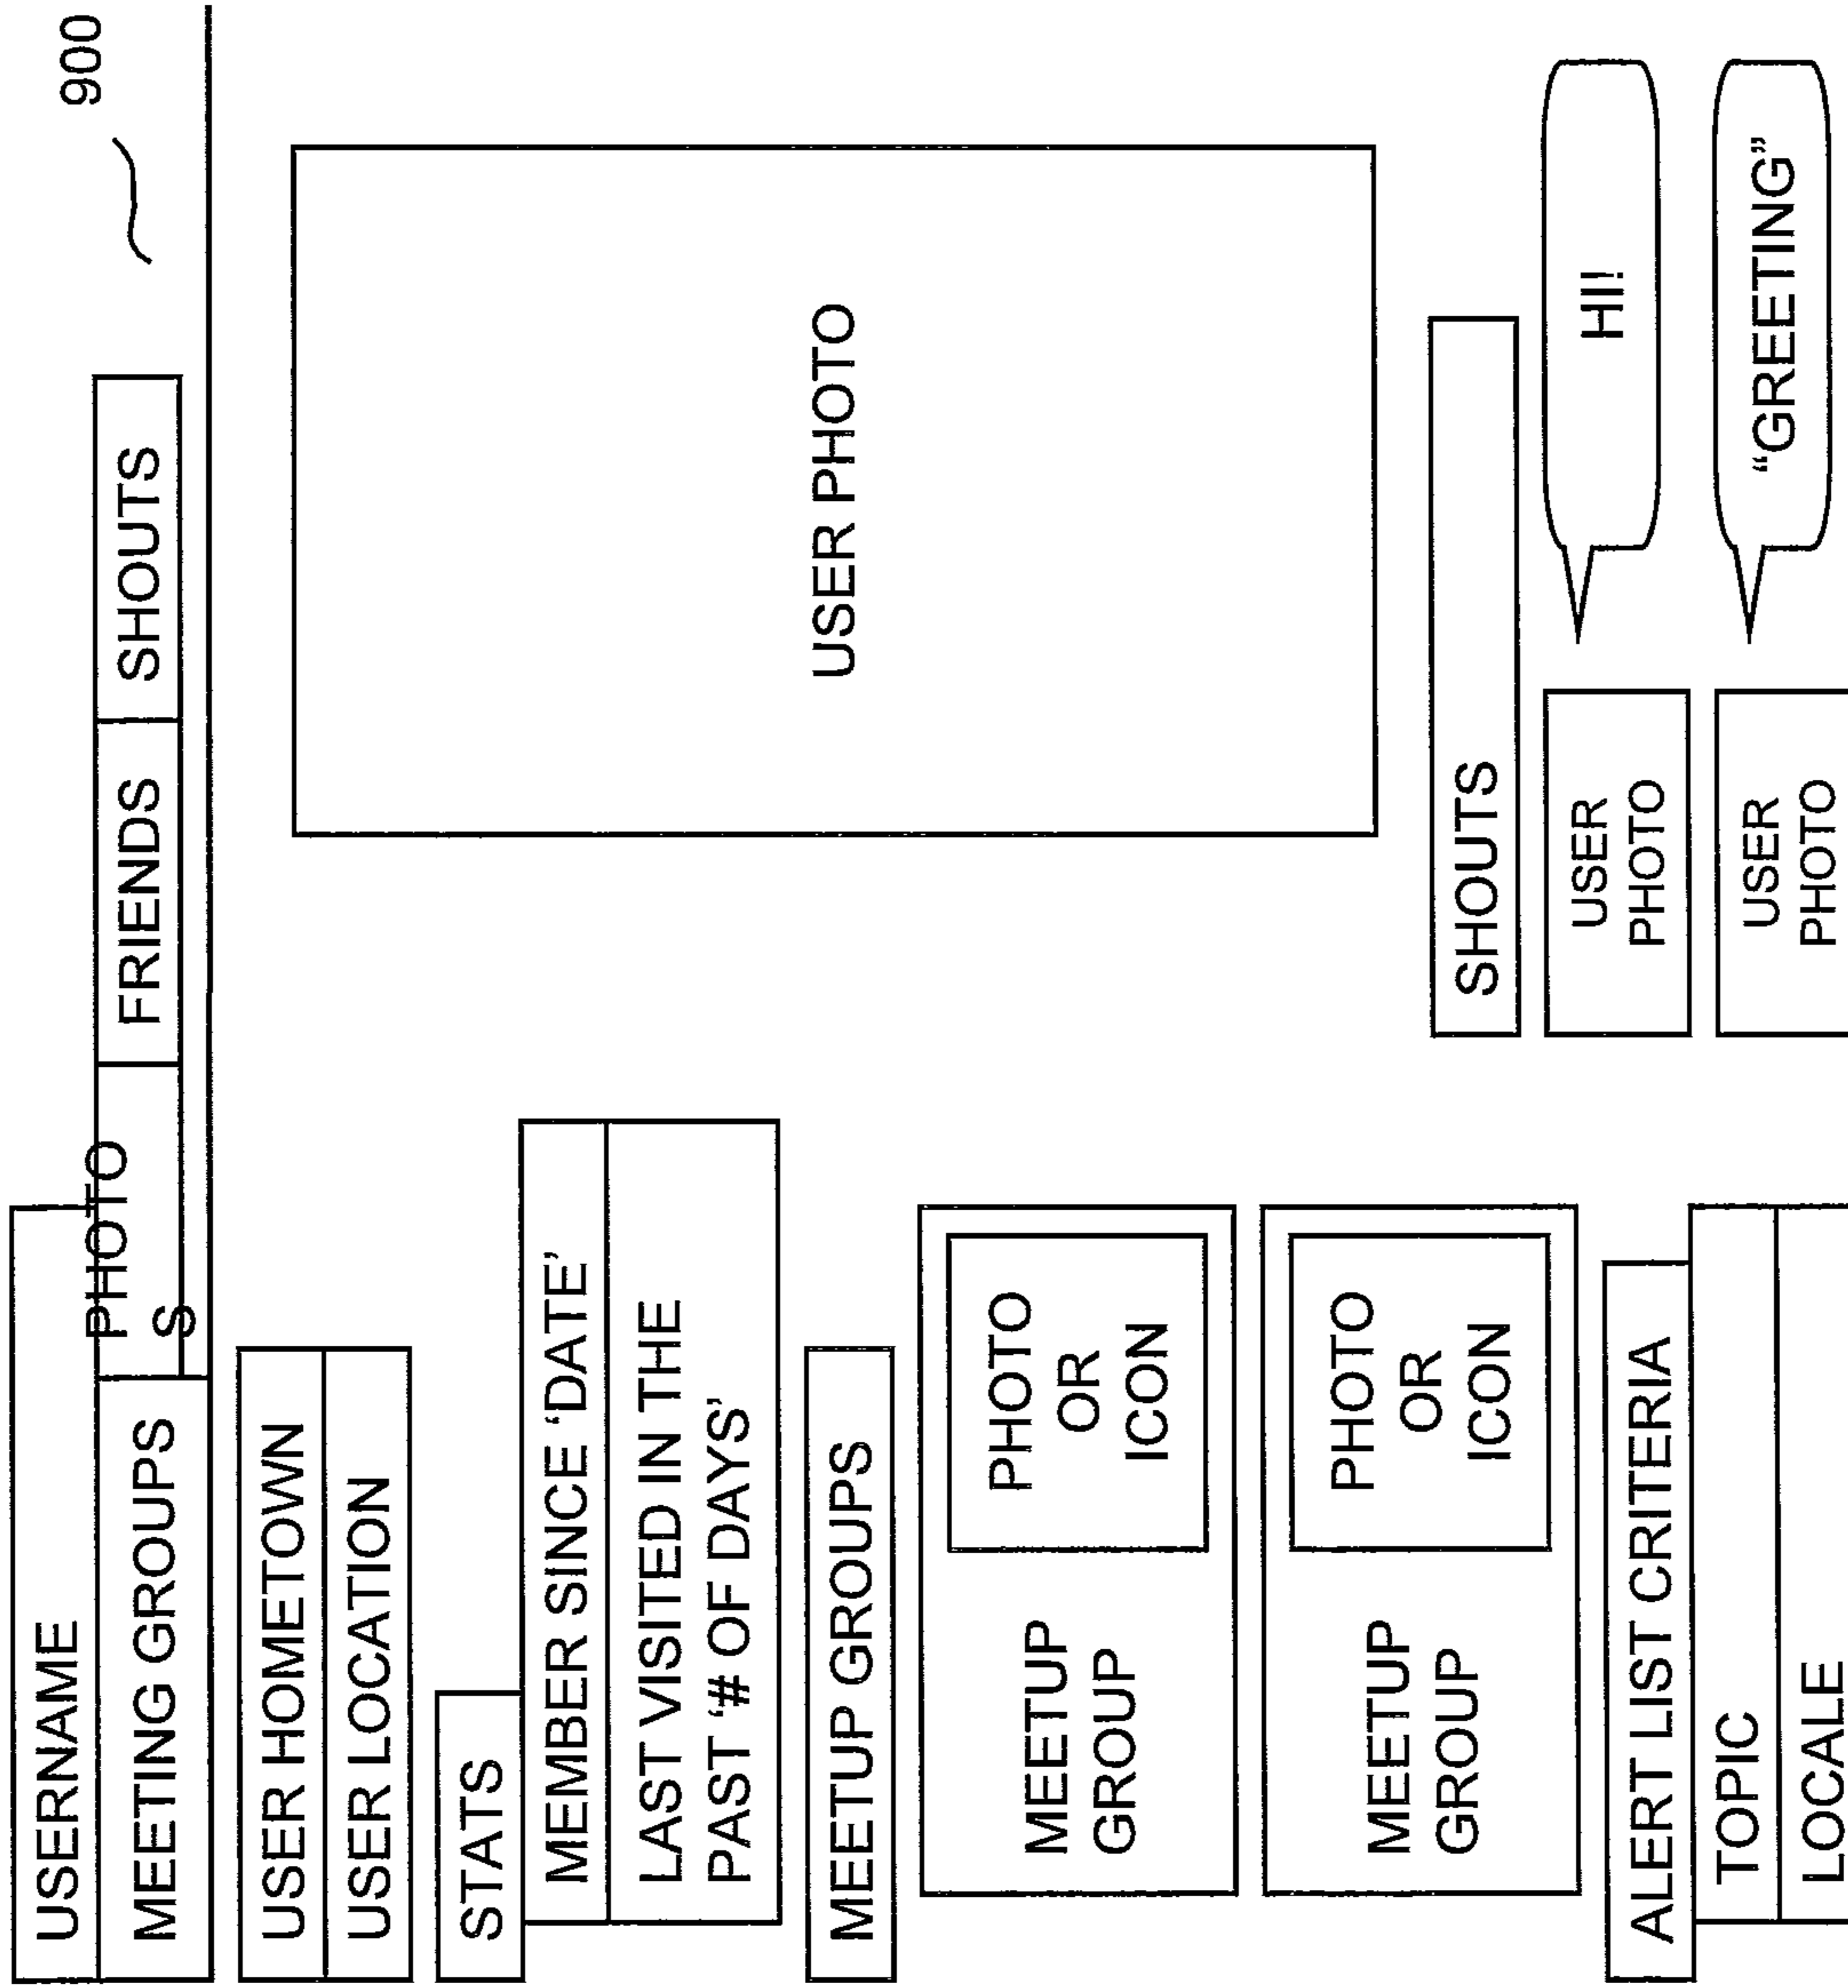 900
USERNAME
MEETING GROUPS
PHOTO
S
FRIENDS
SHOUTS
USER HOMETOWN
USER LOCATION
STATS
MEMBER SINCE ‘DATE’
LAST VISITED IN THE
PAST ‘# OF DAYS’
MEETUP GROUPS
MEETUP
GROUP
PHOTO
OR
ICON
MEETUP
GROUP
PHOTO
OR
ICON
ALERT LIST CRITERIA
TOPIC
LOCALE
USER PHOTO
SHOUTS
USER
PHOTO
HI!
USER
PHOTO
“GREETING”